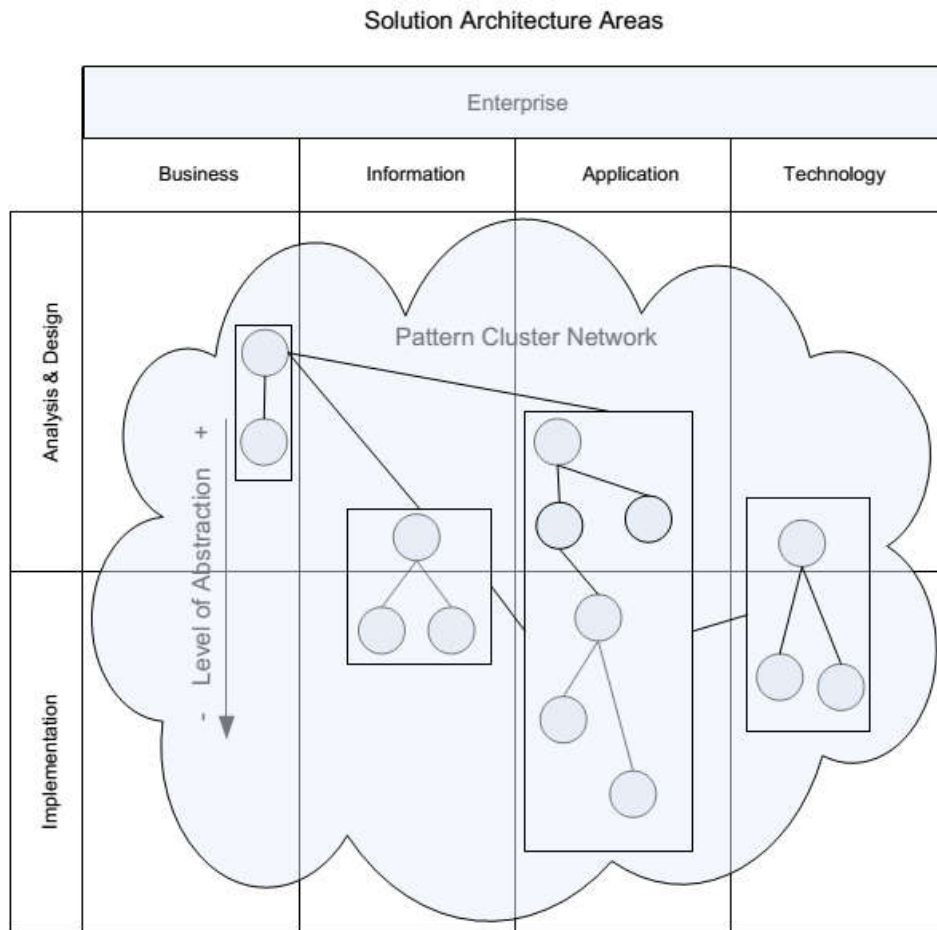 Solution Architecture Areas
Enterprise
Business
Information
Application
Technology
Analysis & Design
Pattern Cluster Network
- Level of Abstraction +
Implementation